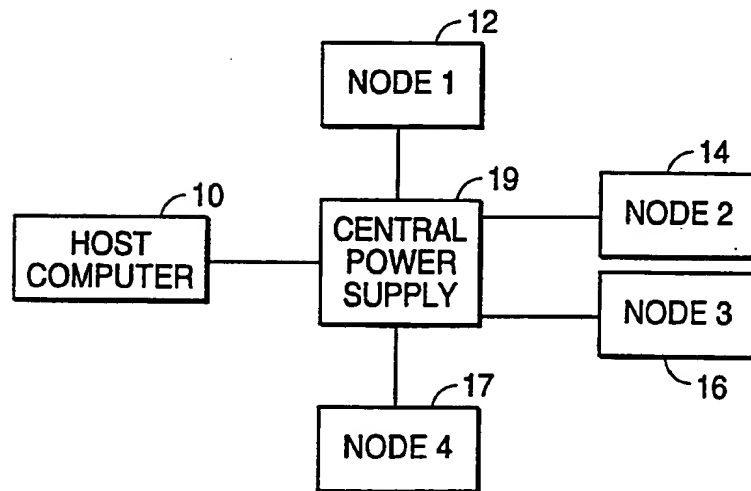 12
NODE 1
14
NODE 2
10
HOST
COMPUTER
19
CENTRAL
POWER
SUPPLY
NODE 3
16
17
NODE 4